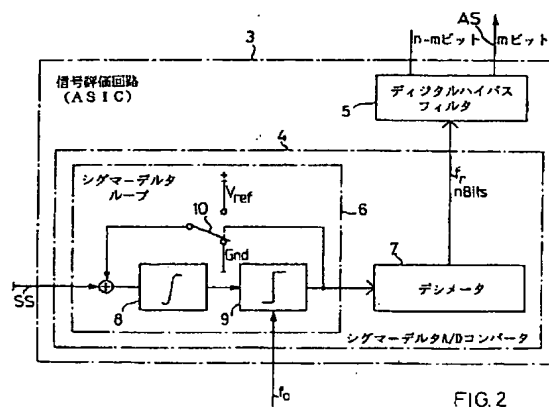 AS
n-mビット
mビット
3
信号評価回路
(ASIC)
ディジタルハイパス
フィルタ
5
4
シグマーデルタ
ループ
Vref
10
6
fr
nBits
Gnd
7
SS
8
9
デシメータ
シグマーデルタA/Dコンバータ
fo
FIG.2